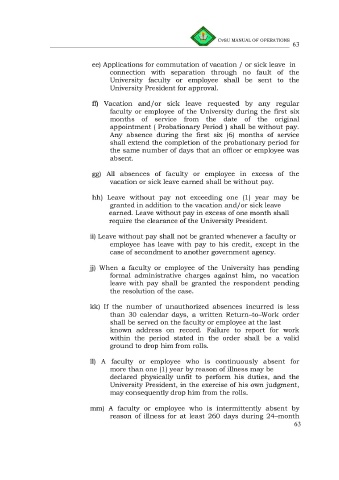 CvSU MANUAL OF OPERATIONS
63
ee) Applications for commutation of vacation / or sick leave in
connection with separation through no fault of the
University faculty or employee shall be sent to the
University President for approval.
ff) Vacation and/or sick leave requested by any regular
faculty or employee of the University during the first six
months of service from the date of the original
appointment ( Probationary Period ) shall be without pay.
Any absence during the first six (6) months of service
shall extend the completion of the probationary period for
the same number of days that an officer or employee was
absent.
gg) All absences of faculty or employee in excess of the
vacation or sick leave earned shall be without pay.
hh) Leave without pay not exceeding one (1) year may be
granted in addition to the vacation and/or sick leave
earned. Leave without pay in excess of one month shall
require the clearance of the University President.
ii) Leave without pay shall not be granted whenever a faculty or
employee has leave with pay to his credit, except in the
case of secondment to another government agency.
jj) When a faculty or employee of the University has pending
formal administrative charges against him, no vacation
leave with pay shall be granted the respondent pending
the resolution of the case.
kk) If the number of unauthorized absences incurred is less
than 30 calendar days, a written Return–to–Work order
shall be served on the faculty or employee at the last
known address on record. Failure to report for work
within the period stated in the order shall be a valid
ground to drop him from rolls.
ll) A faculty or employee who is continuously absent for
more than one (1) year by reason of illness may be
declared physically unfit to perform his duties, and the
University President, in the exercise of his own judgment,
may consequently drop him from the rolls.
mm) A faculty or employee who is intermittently absent by
reason of illness for at least 260 days during 24–month
63